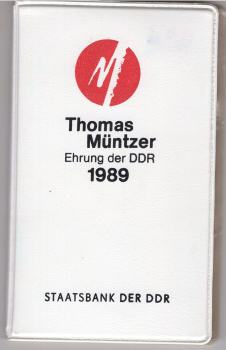 Thomas
Müntzer
Ehrung der DDR
1989
STAATSBANK DER DDR